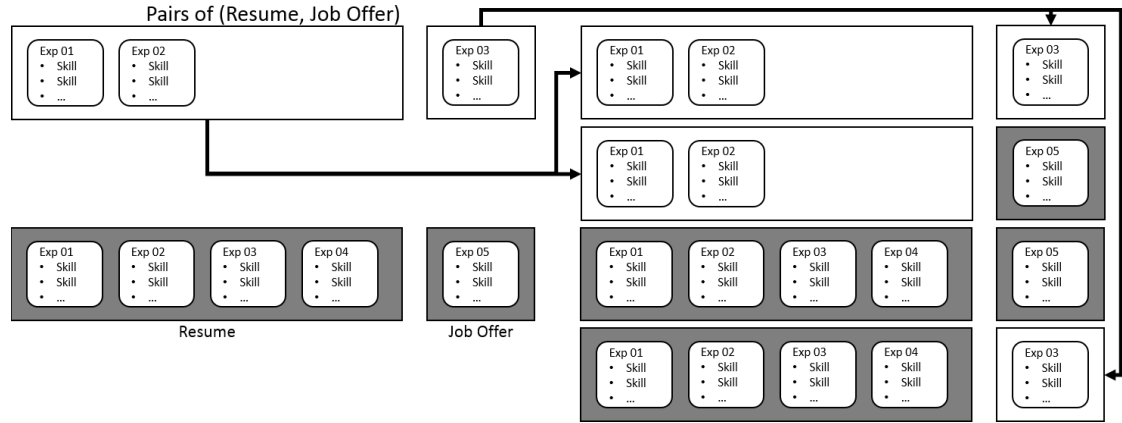 Pairs of (Resume, Job Offer)
Exp 01
• Skill
• Skill
• ...
Exp 02
• Skill
• Skill
• ...
Exp 03
• Skill
• Skill
• ...
Exp 01
• Skill
• Skill
• ...
Exp 02
• Skill
• Skill
• ...
Exp 03
• Skill
• Skill
• ...
Exp 01
• Skill
• Skill
• ...
Exp 02
• Skill
• Skill
• ...
Exp 05
• Skill
• Skill
• ...
Exp 01
• Skill
• Skill
• ...
Exp 02
• Skill
• Skill
• ...
Exp 03
• Skill
• Skill
• ...
Exp 04
• Skill
• Skill
• ...
Exp 05
• Skill
• Skill
• ...
Exp 01
• Skill
• Skill
• ...
Exp 02
• Skill
• Skill
• ...
Exp 03
• Skill
• Skill
• ...
Exp 04
• Skill
• Skill
• ...
Exp 05
• Skill
• Skill
• ...
Resume
Job Offer
Exp 01
• Skill
• Skill
• ...
Exp 02
• Skill
• Skill
• ...
Exp 03
• Skill
• Skill
• ...
Exp 04
• Skill
• Skill
• ...
Exp 03
• Skill
• Skill
• ...